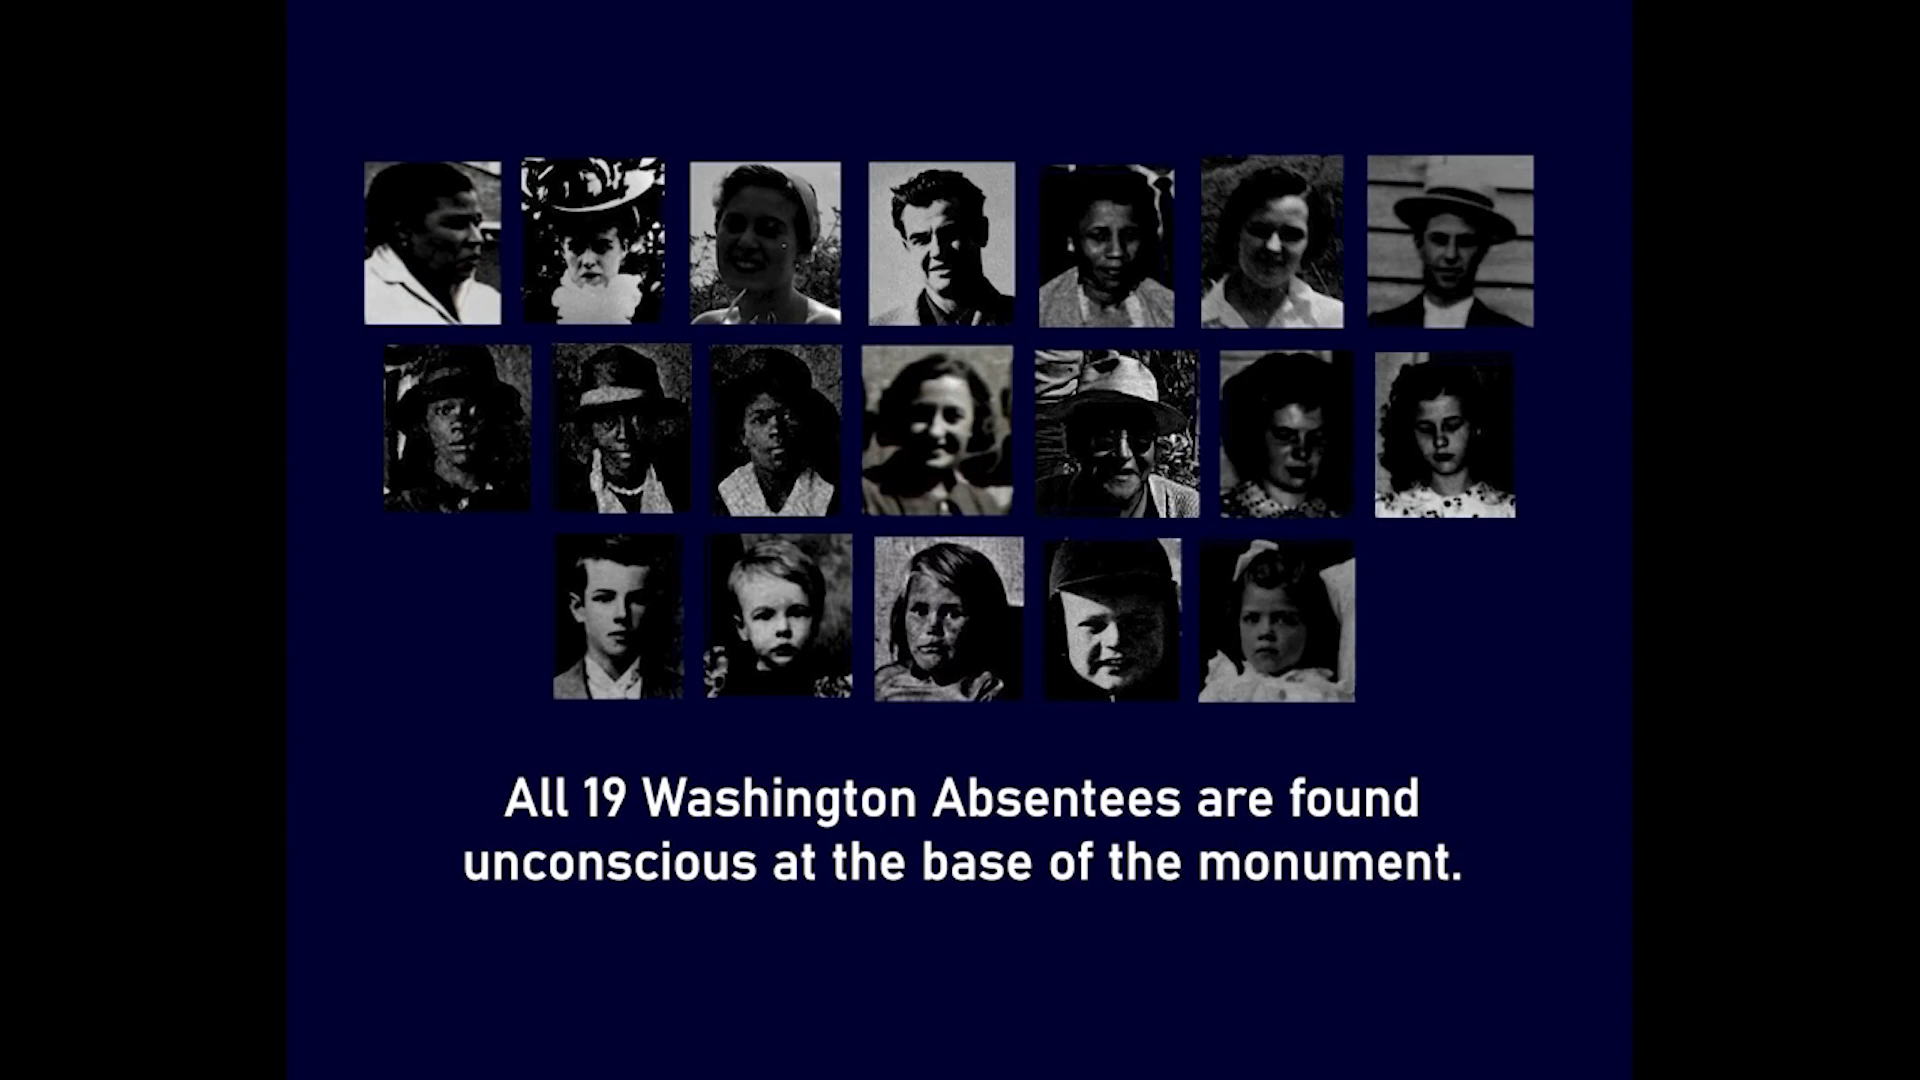 All 19 Washington Absentees are found
unconscious at the base of the monument.